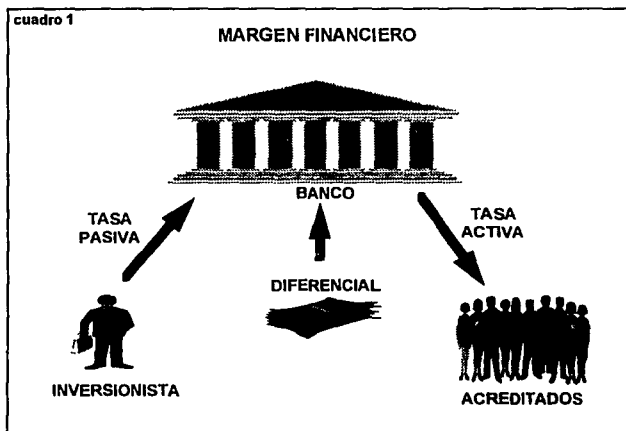 cuadro 1
MARGEN FINANCIERO
BANCO
TASA
PASIVA
TASA
ACTIVA
DIFERENCIAL
INVERSIONISTA
ACREDITADOS